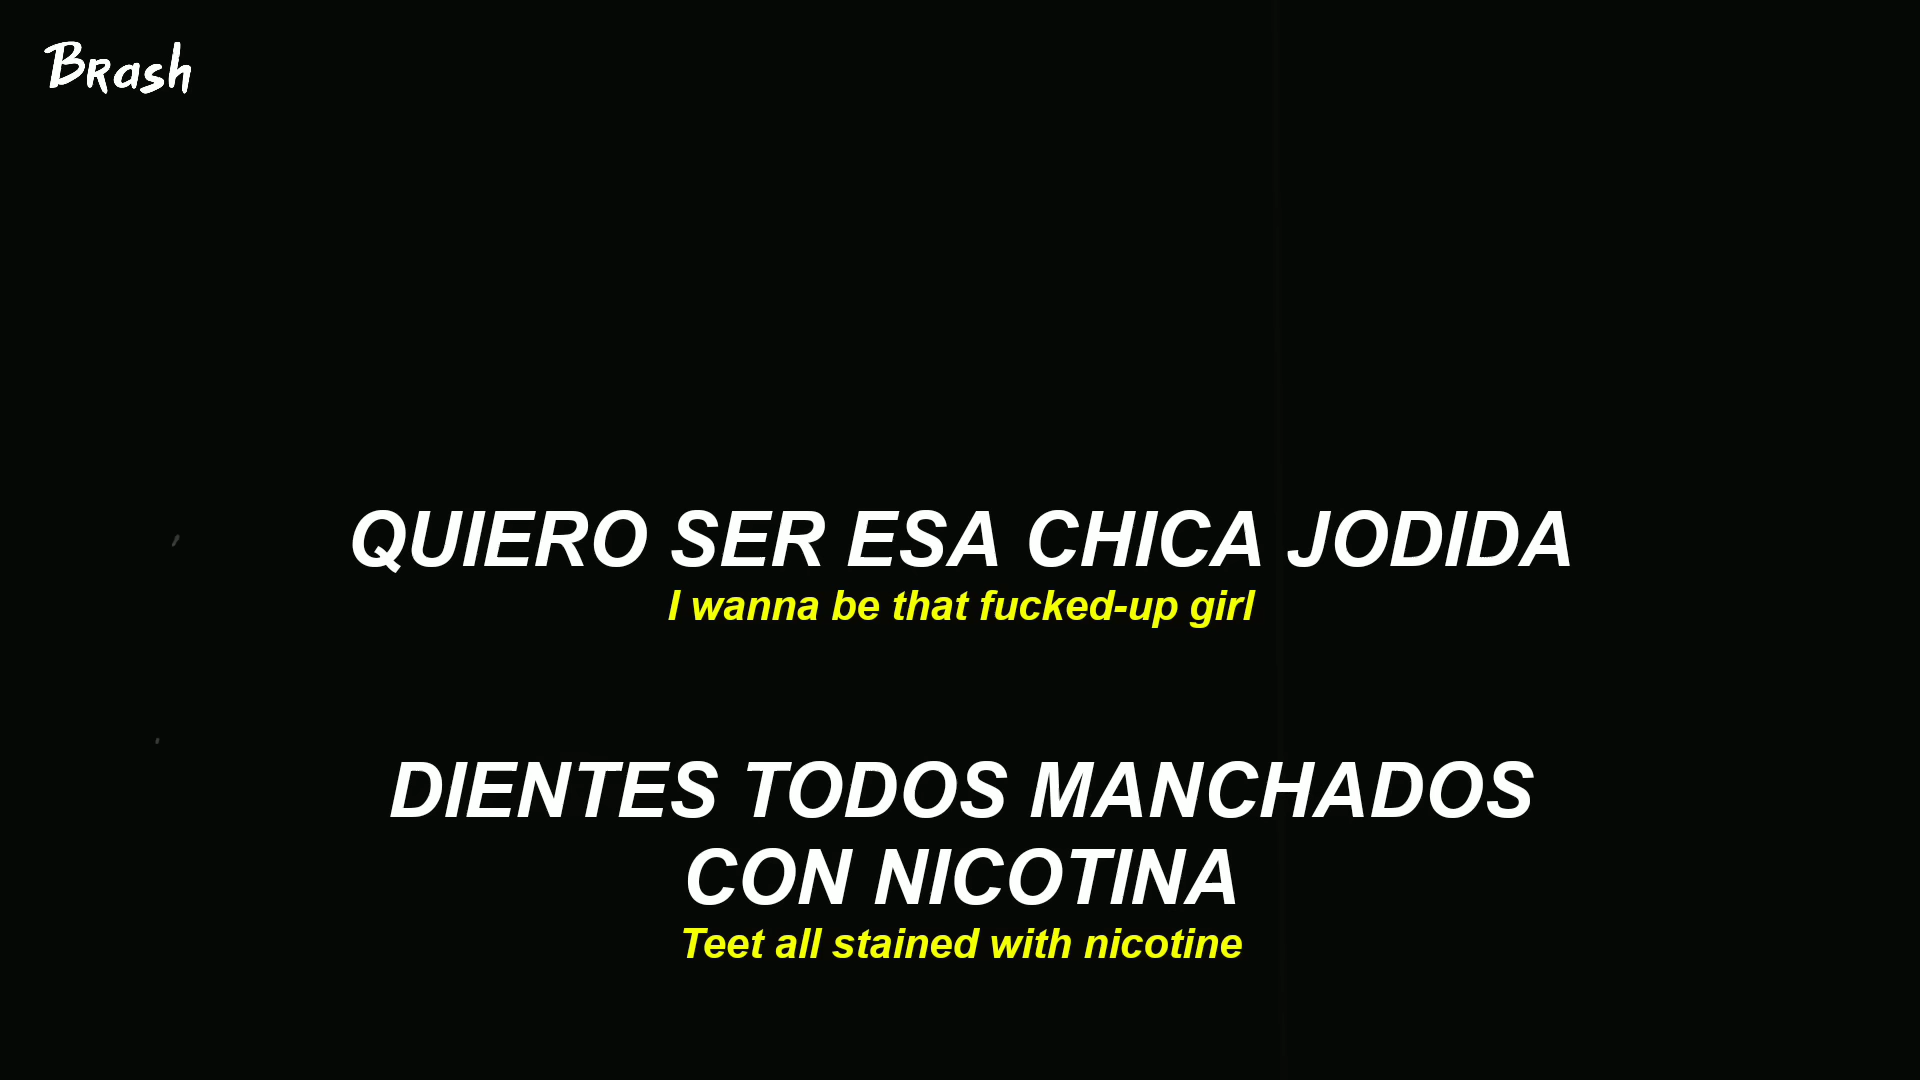 Brash
QUIERO SER ESA CHICA JODIDA
I wanna be that fucked-up girl
DIENTES TODOS MANCHADOS
CON NICOTINA
Teet all stained with nicotine